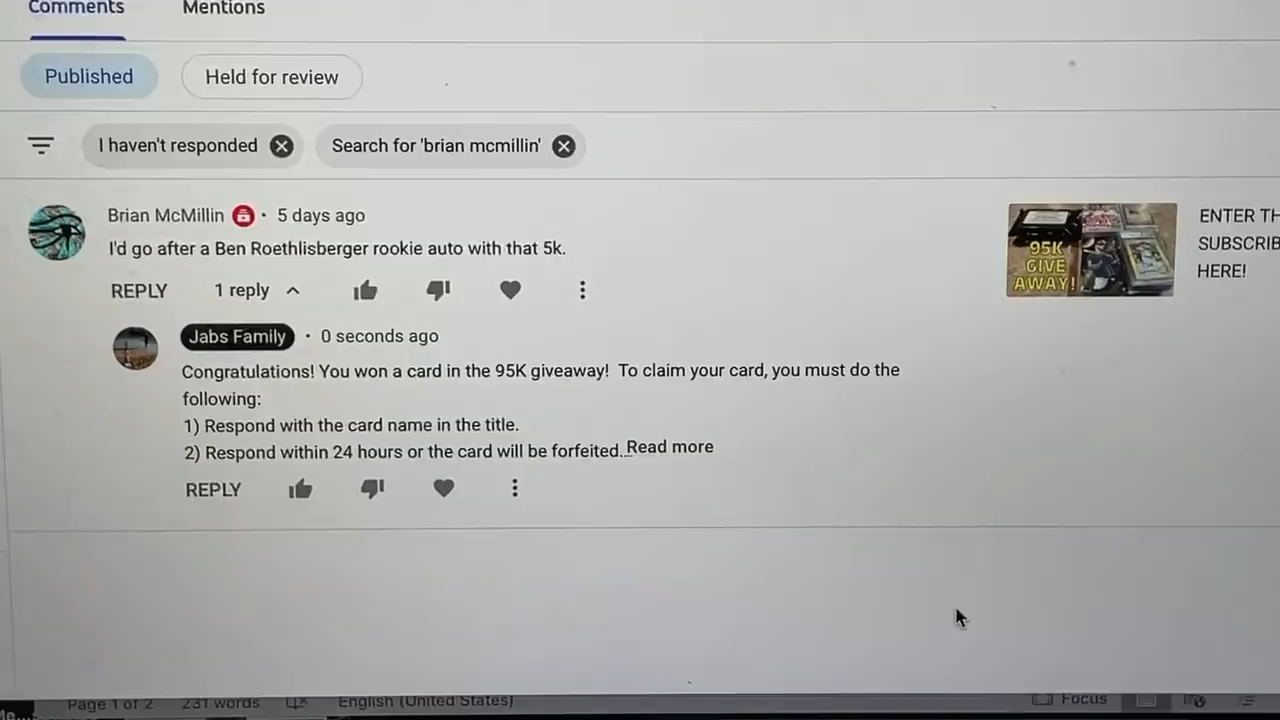 Comments Mentions
Published Held for review
I haven't responded Search for 'brian mcmillin'
Brian McMillin · 5 days ago
I'd go after a Ben Roethlisberger rookie auto with that 5k.
REPLY 1 reply
95K
GIVE
AWAY!
ENTER TH
SUBSCRIB
HERE!
Jabs Family · 0 seconds ago
Congratulations! You won a card in the 95K giveaway! To claim your card, you must do the
following:
1) Respond with the card name in the title.
2) Respond within 24 hours or the card will be forfeited...Read more
REPLY
Page 1 of 2 231 words English (United States) Focus